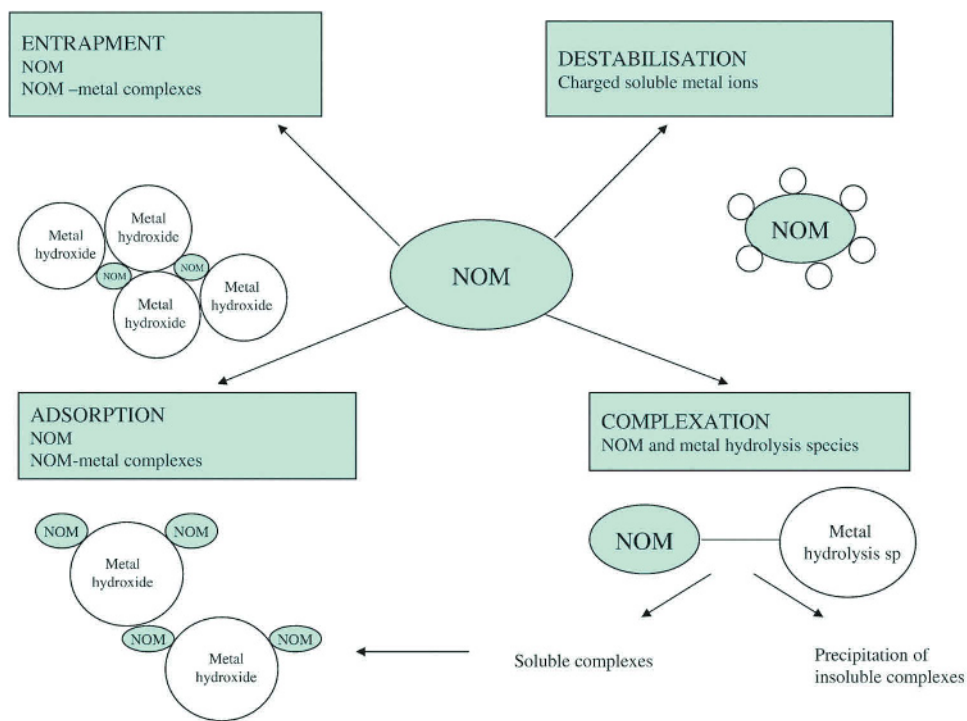 ENTRAPMENT
NOM
NOM –metal complexes
DESTABILISATION
Charged soluble metal ions
Metal
hydroxide
Metal
hydroxide
NOM
NOM
Metal
hydroxide
Metal
hydroxide
NOM
NOM
ADSORPTION
NOM
NOM-metal complexes
COMPLEXATION
NOM and metal hydrolysis species
NOM
NOM
Metal
hydroxide
NOM
NOM
Metal
hydroxide
NOM
Metal
hydrolysis sp
Soluble complexes
Precipitation of
insoluble complexes